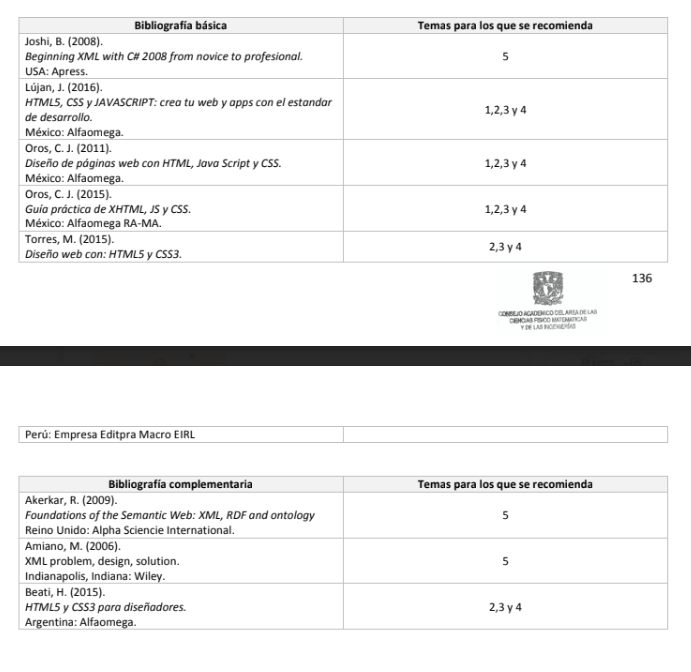 Bibliografía básica Temas para los que se recomienda
Joshi, B. (2008).
Beginning XML with C# 2008 from novice to profesional.
USA: Apress.
5
Lúján, J. (2016).
HTML5, CSS y JAVASCRIPT: crea tu web y apps con el estandar
de desarrollo.
México: Alfaomega.
1,2,3 y 4
Oros, C. J. (2011).
Diseño de páginas web con HTML, Java Script y CSS.
México: Alfaomega.
1,2,3 y 4
Oros, C. J. (2015).
Guía práctica de XHTML, JS y CSS.
México: Alfaomega RA-MA.
1,2,3 y 4
Torres, M. (2015).
Diseño web con: HTML5 y CSS3.
2,3 y 4
136
CONSEJO ACADEMICO DEL AREA DE LAS
CIENCIAS FISICO MATEMATICAS
Y DE LAS INGENIERÍAS
Perú: Empresa Editpra Macro EIRL
Bibliografía complementaria Temas para los que se recomienda
Akerkar, R. (2009).
Foundations of the Semantic Web: XML, RDF and ontology
Reino Unido: Alpha Sciencie International.
5
Amiano, M. (2006).
XML problem, design, solution.
Indianapolis, Indiana: Wiley.
5
Beati, H. (2015).
HTML5 y CSS3 para diseñadores.
Argentina: Alfaomega.
2,3 y 4